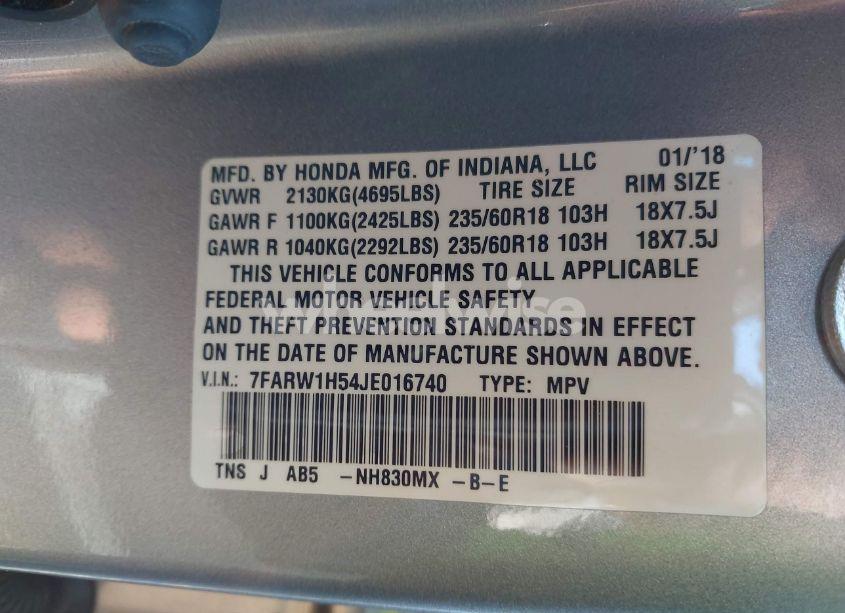 MFD. BY HONDA MFG. OF INDIANA, LLC 01/'18
GVWR 2130KG(4695LBS) TIRE SIZE RIM SIZE
GAWR F 1100KG(2425LBS) 235/60R18 103H 18X7.5J
GAWR R 1040KG(2292LBS) 235/60R18 103H 18X7.5J
THIS VEHICLE CONFORMS TO ALL APPLICABLE
FEDERAL MOTOR VEHICLE SAFETY
AND THEFT PREVENTION STANDARDS IN EFFECT
ON THE DATE OF MANUFACTURE SHOWN ABOVE.
V.I.N.: 7FARW1H54JE016740 TYPE: MPV
TNS J AB5 -NH830MX -B-E
wheelwise